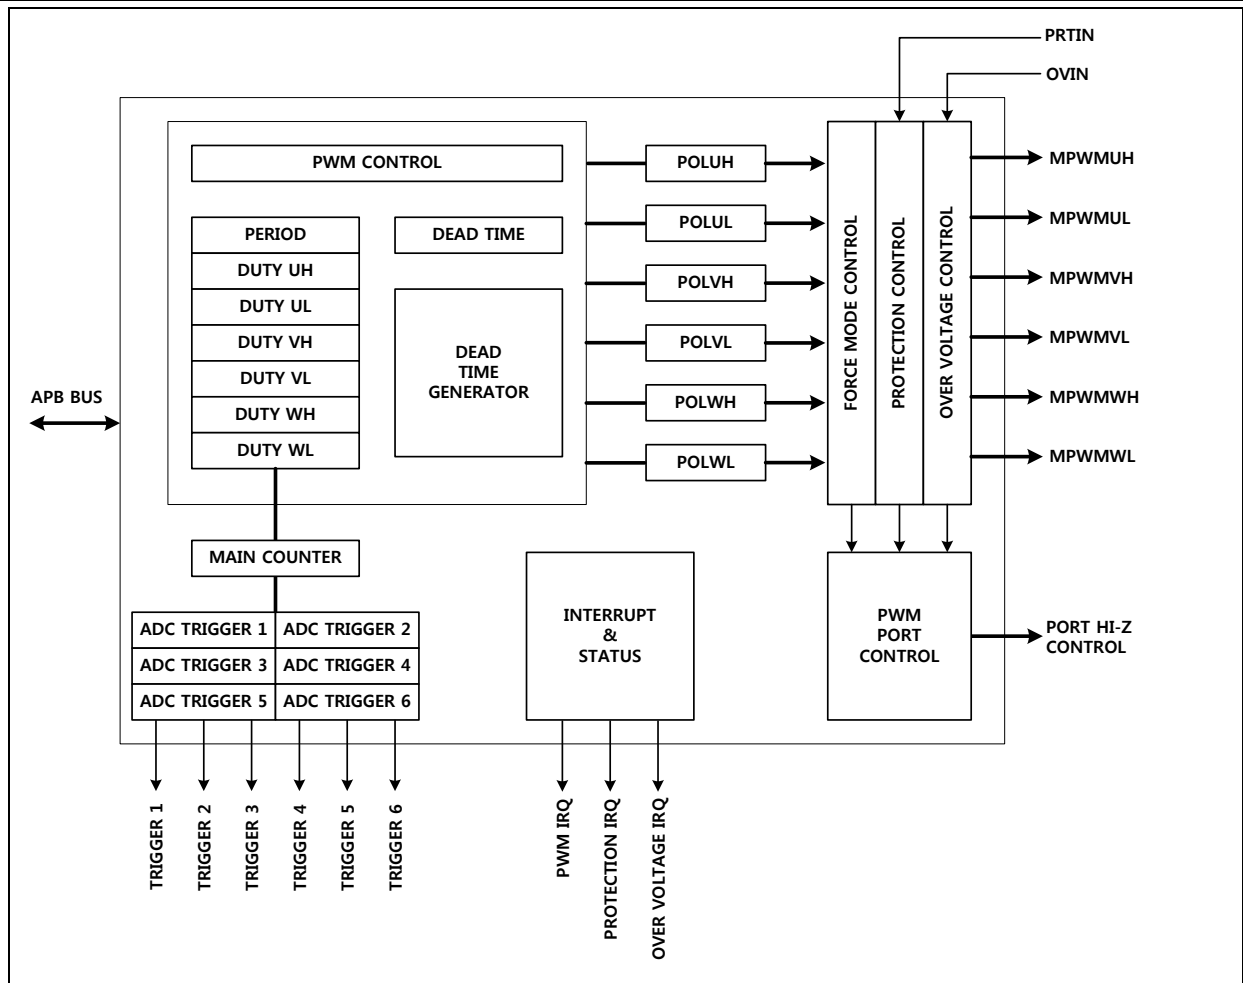 PRTIN
OVIN
PWM CONTROL
PERIOD
DUTY UH
DUTY UL
DUTY VH
DUTY VL
DUTY WH
DUTY WL
DEAD TIME
DEAD
TIME
GENERATOR
POLUH
POLUL
POLVH
POLVL
POLWH
POLWL
FORCE MODE CONTROL
PROTECTION CONTROL
OVER VOLTAGE CONTROL
MPWMUH
MPWMUL
MPWMVH
MPWMVL
MPWMWH
MPWMWL
APB BUS
MAIN COUNTER
ADC TRIGGER 1
ADC TRIGGER 2
ADC TRIGGER 3
ADC TRIGGER 4
ADC TRIGGER 5
ADC TRIGGER 6
INTERRUPT
&
STATUS
PWM
PORT
CONTROL
PORT HI-Z
CONTROL
TRIGGER 1
TRIGGER 2
TRIGGER 3
TRIGGER 4
TRIGGER 5
TRIGGER 6
PWM IRQ
PROTECTION IRQ
OVER VOLTAGE IRQ